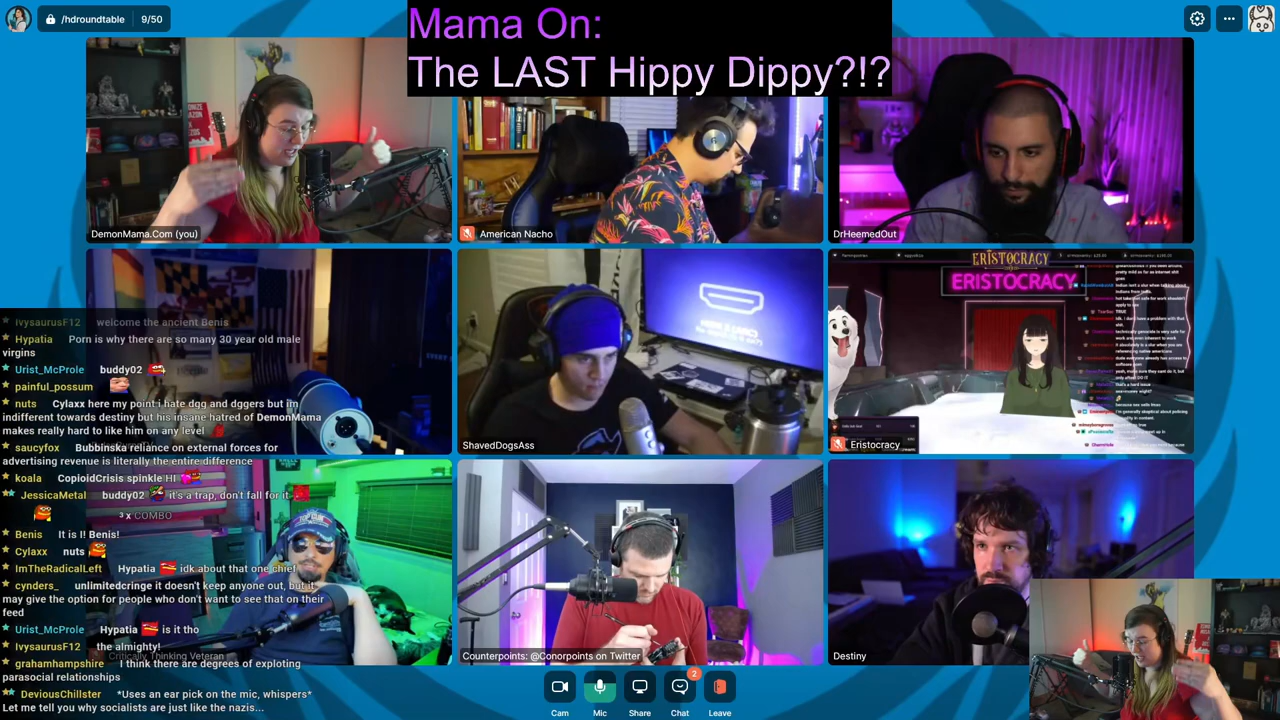 /hdroundtable
9/50
Mama On:
The LAST Hippy Dippy?!?
DemonMama.Com (you)
American Nacho
DrHeemedOut
ERISTOCRACY
ERISTOCRACY
IvysaurusF12 welcome the ancient Benis
Hypatia Porn is why there are so many 30 year old male
virgins
Urist_McProle buddy02
painful_possum
nuts Cylaxx here my point i hate dgg and dggers but im
indifferent towards destiny but his insane hatred of DemonMama
makes really hard to like him on any level
ShavedDogsAss
Eristocracy
saucyfox Bubbinska reliance on external forces for
advertising revenue is literally the entire difference
koala CopioidCrisis spinkle HI
JessicaMetal buddy02 it's a trap, don't fall for it
3 x COMBO
Benis It is I! Benis!
Cylaxx nuts
ImTheRadicalLeft Hypatia idk about that one chief
cynders_ unlimitedcringe it doesn't keep anyone out, but it
may give the option for people who don't want to see that on their
feed
Urist_McProle Hypatia is it tho
IvysaurusF12 the almighty!
Critically Thinking Veteran
grahamhampshire I think there are degrees of exploting
parasocial relationships
DeviousChillster *Uses an ear pick on the mic, whispers*
Let me tell you why socialists are just like the nazis...
Counterpoints: @Conorpoints on Twitter
Destiny
2
Cam
Mic
Share
Chat
Leave